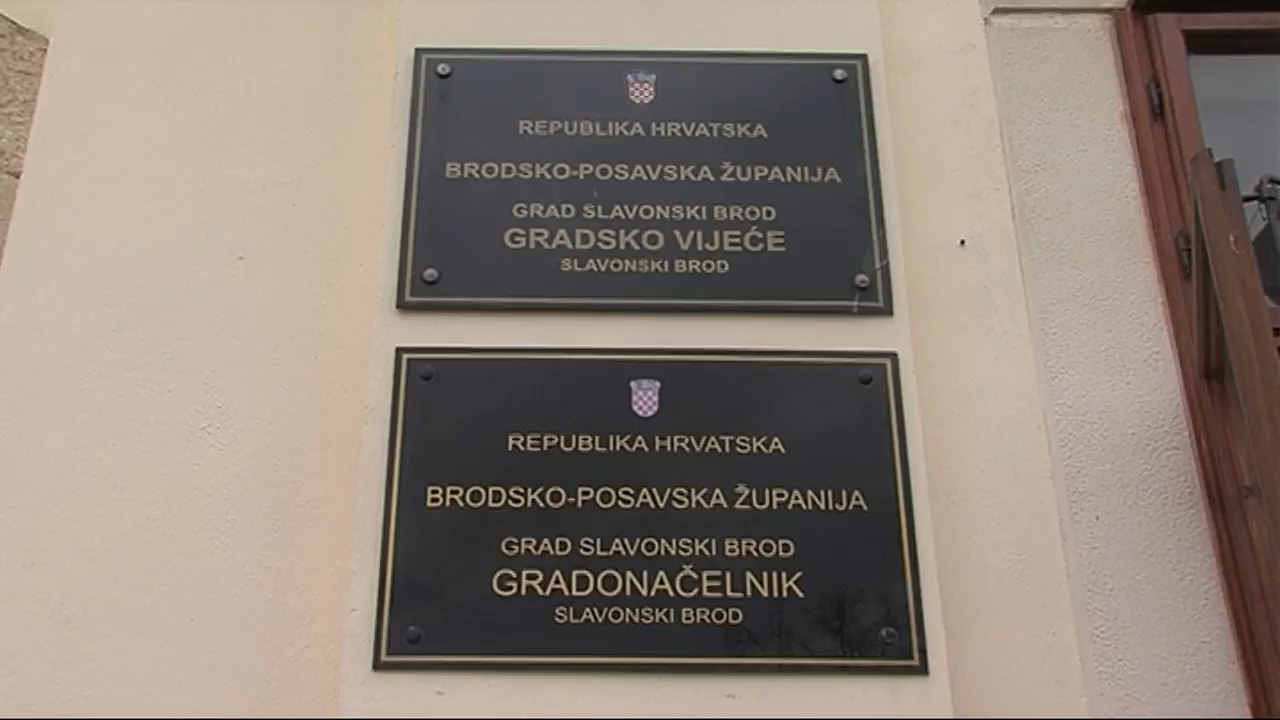 REPUBLIKA HRVATSKA
BRODSKO-POSAVSKA ŽUPANIJA
GRAD SLAVONSKI BROD
GRADSKO VIJEĆE
SLAVONSKI BROD
REPUBLIKA HRVATSKA
BRODSKO-POSAVSKA ŽUPANIJA
GRAD SLAVONSKI BROD
GRADONAČELNIK
SLAVONSKI BROD